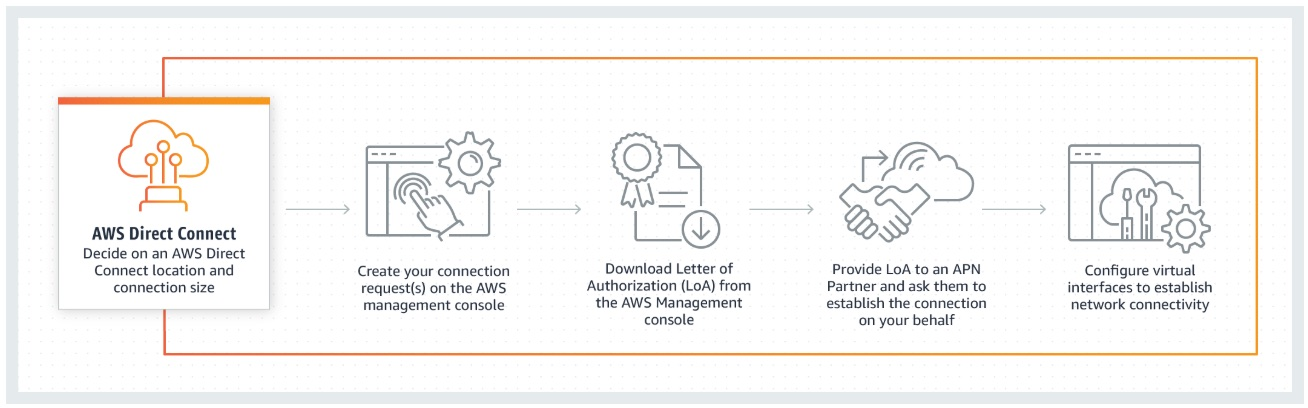 AWS Direct Connect
Decide on an AWS Direct
Connect location and
connection size
Create your connection
request(s) on the AWS
management console
Download Letter of
Authorization (LoA) from
the AWS Management
console
Provide LoA to an APN
Partner and ask them to
establish the connection
on your behalf
Configure virtual
interfaces to establish
network connectivity